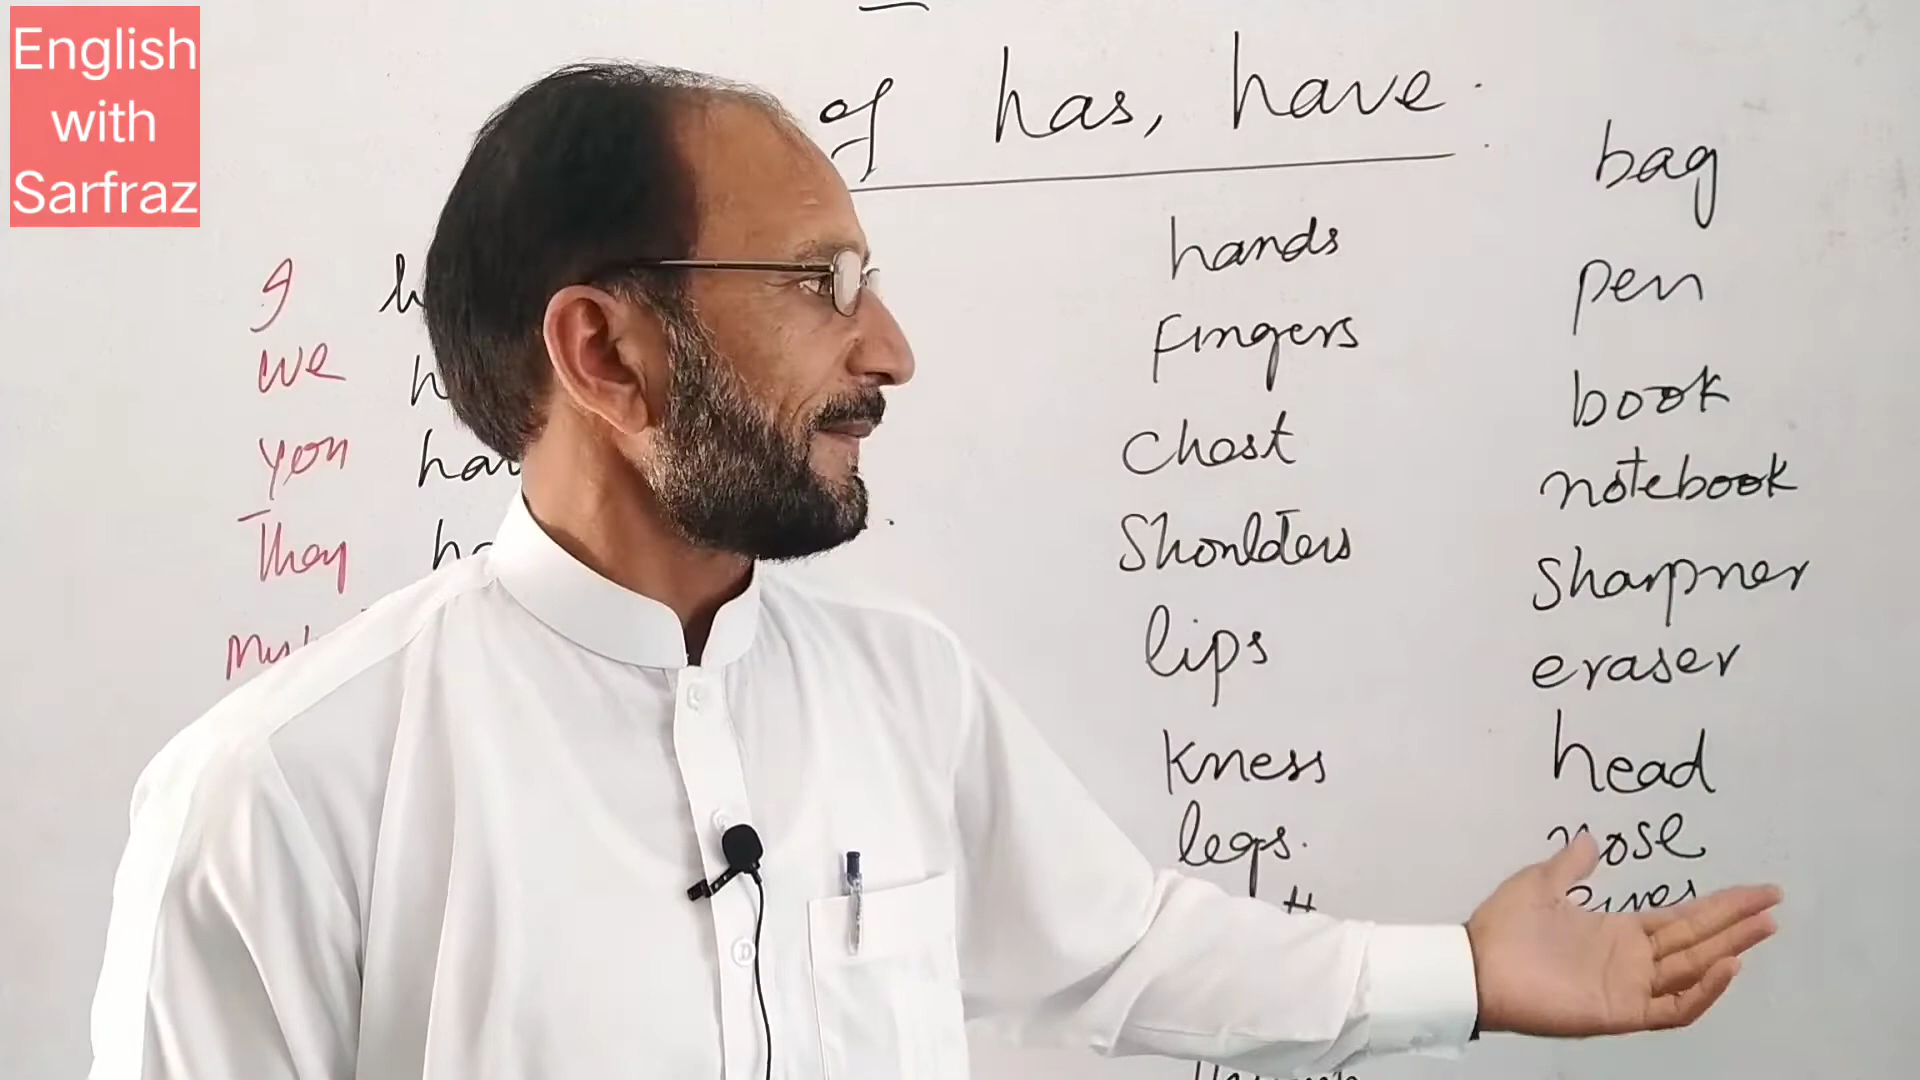 English
with
Sarfraz
of has, have.
I
we
you
They
hands
Fingers
Chest
Shoulders
lips
Kness
legs.
bag
pen
book
notebook
Sharpner
eraser
head
nose